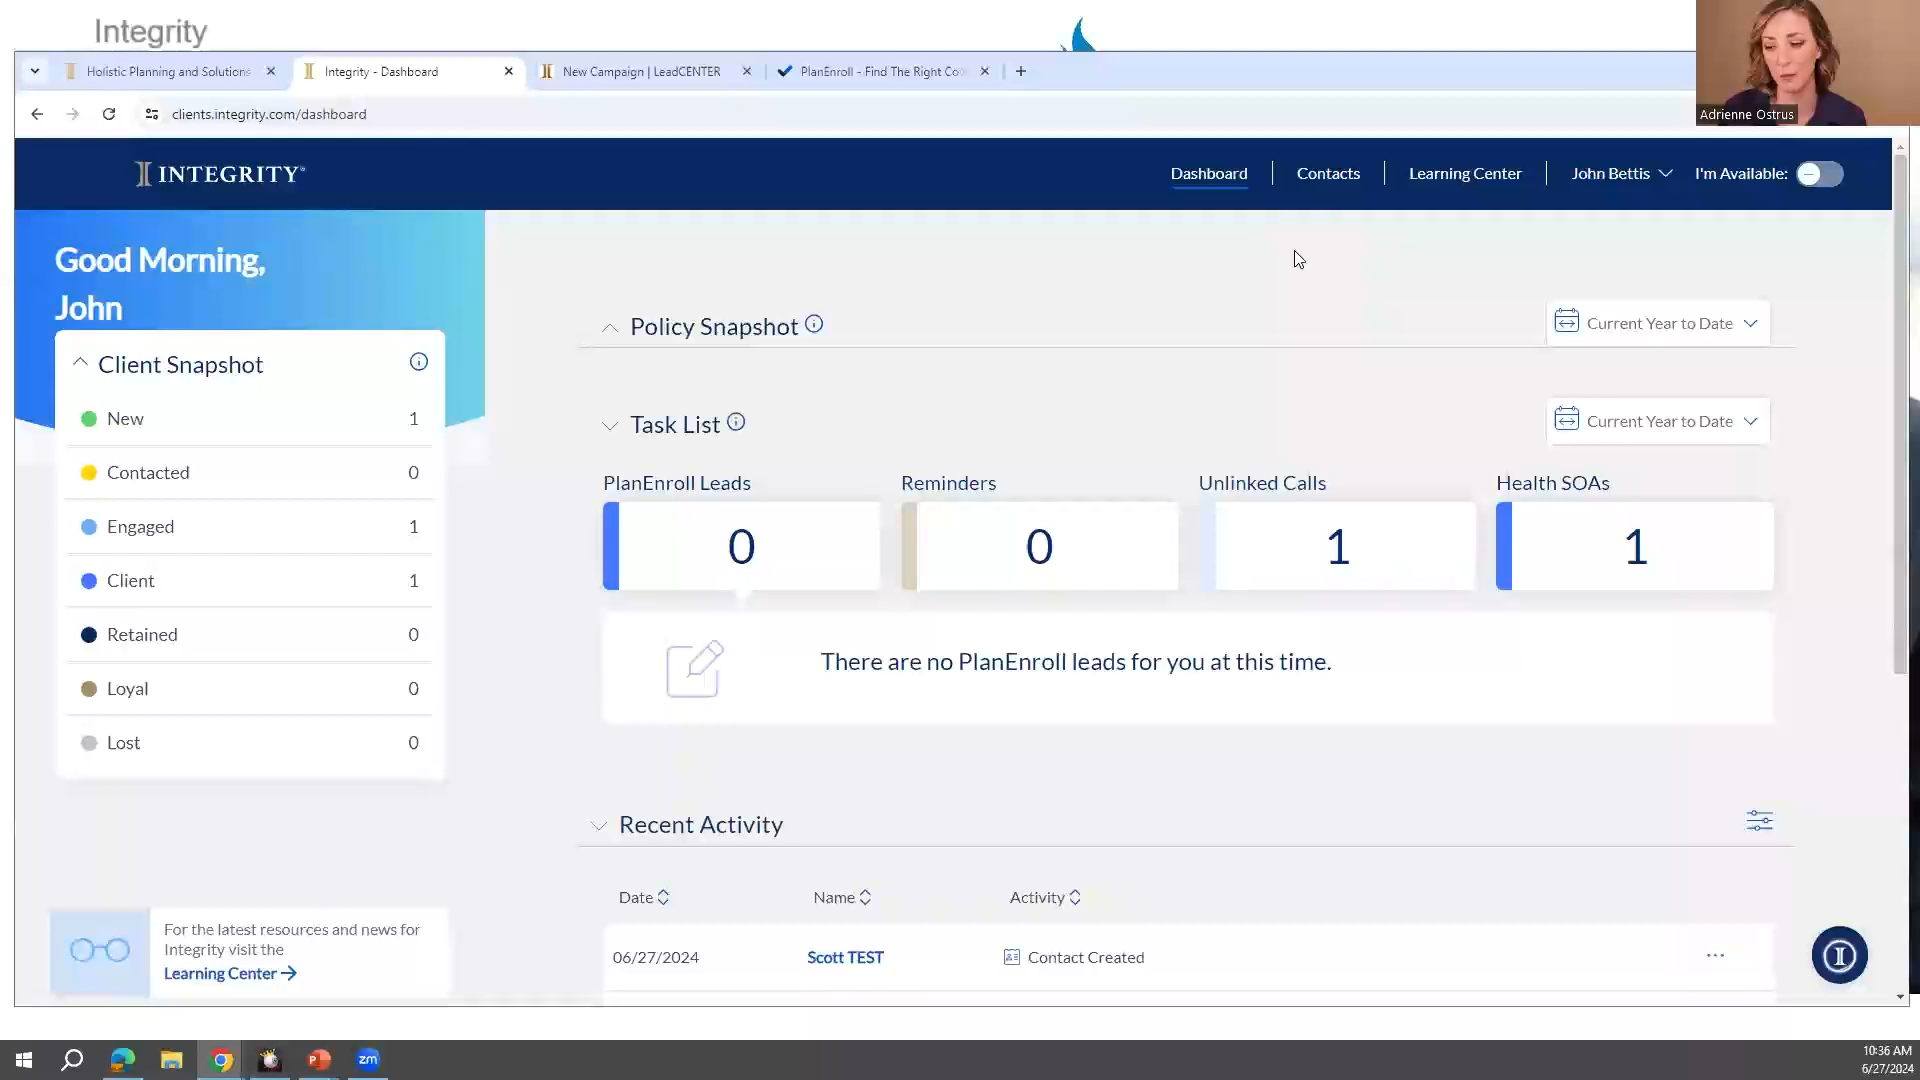 Integrity
Holistic Planning and Solutions
Integrity - Dashboard
New Campaign | LeadCENTER
PlanEnroll - Find The Right Co
clients.integrity.com/dashboard
Adrienne Ostrus
INTEGRITY
Dashboard
Contacts
Learning Center
John Bettis
I'm Available:
Good Morning,
John
Client Snapshot
New 1
Contacted 0
Engaged 1
Client 1
Retained 0
Loyal 0
Lost 0
For the latest resources and news for
Integrity visit the
Learning Center
Policy Snapshot
Current Year to Date
Task List
Current Year to Date
PlanEnroll Leads
Reminders
Unlinked Calls
Health SOAs
0
0
1
1
There are no PlanEnroll leads for you at this time.
Recent Activity
Date
Name
Activity
06/27/2024
Scott TEST
Contact Created
zm
10:36 AM
6/27/2024